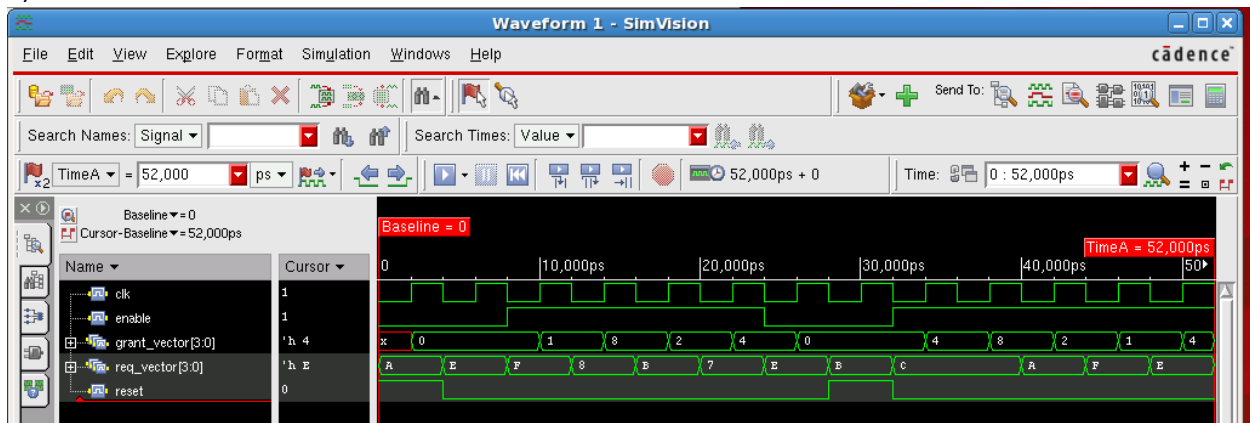 Waveform 1 - SimVision
File Edit View Explore Format Simulation Windows Help cādence
Send To:
Search Names: Signal Search Times: Value
x2 TimeA = 52,000 ps 52,000ps + 0 Time: 0 : 52,000ps
Baseline = 0
Cursor-Baseline = 52,000ps
Baseline = 0
TimeA = 52,000ps
Name Cursor 0 10,000ps 20,000ps 30,000ps 40,000ps 50
clk 1
enable 1
grant_vector[3:0] 'h 4 x 0 1 8 2 4 0 4 8 2 1 4
req_vector[3:0] 'h E A E F 8 B 7 E B C A F E
reset 0